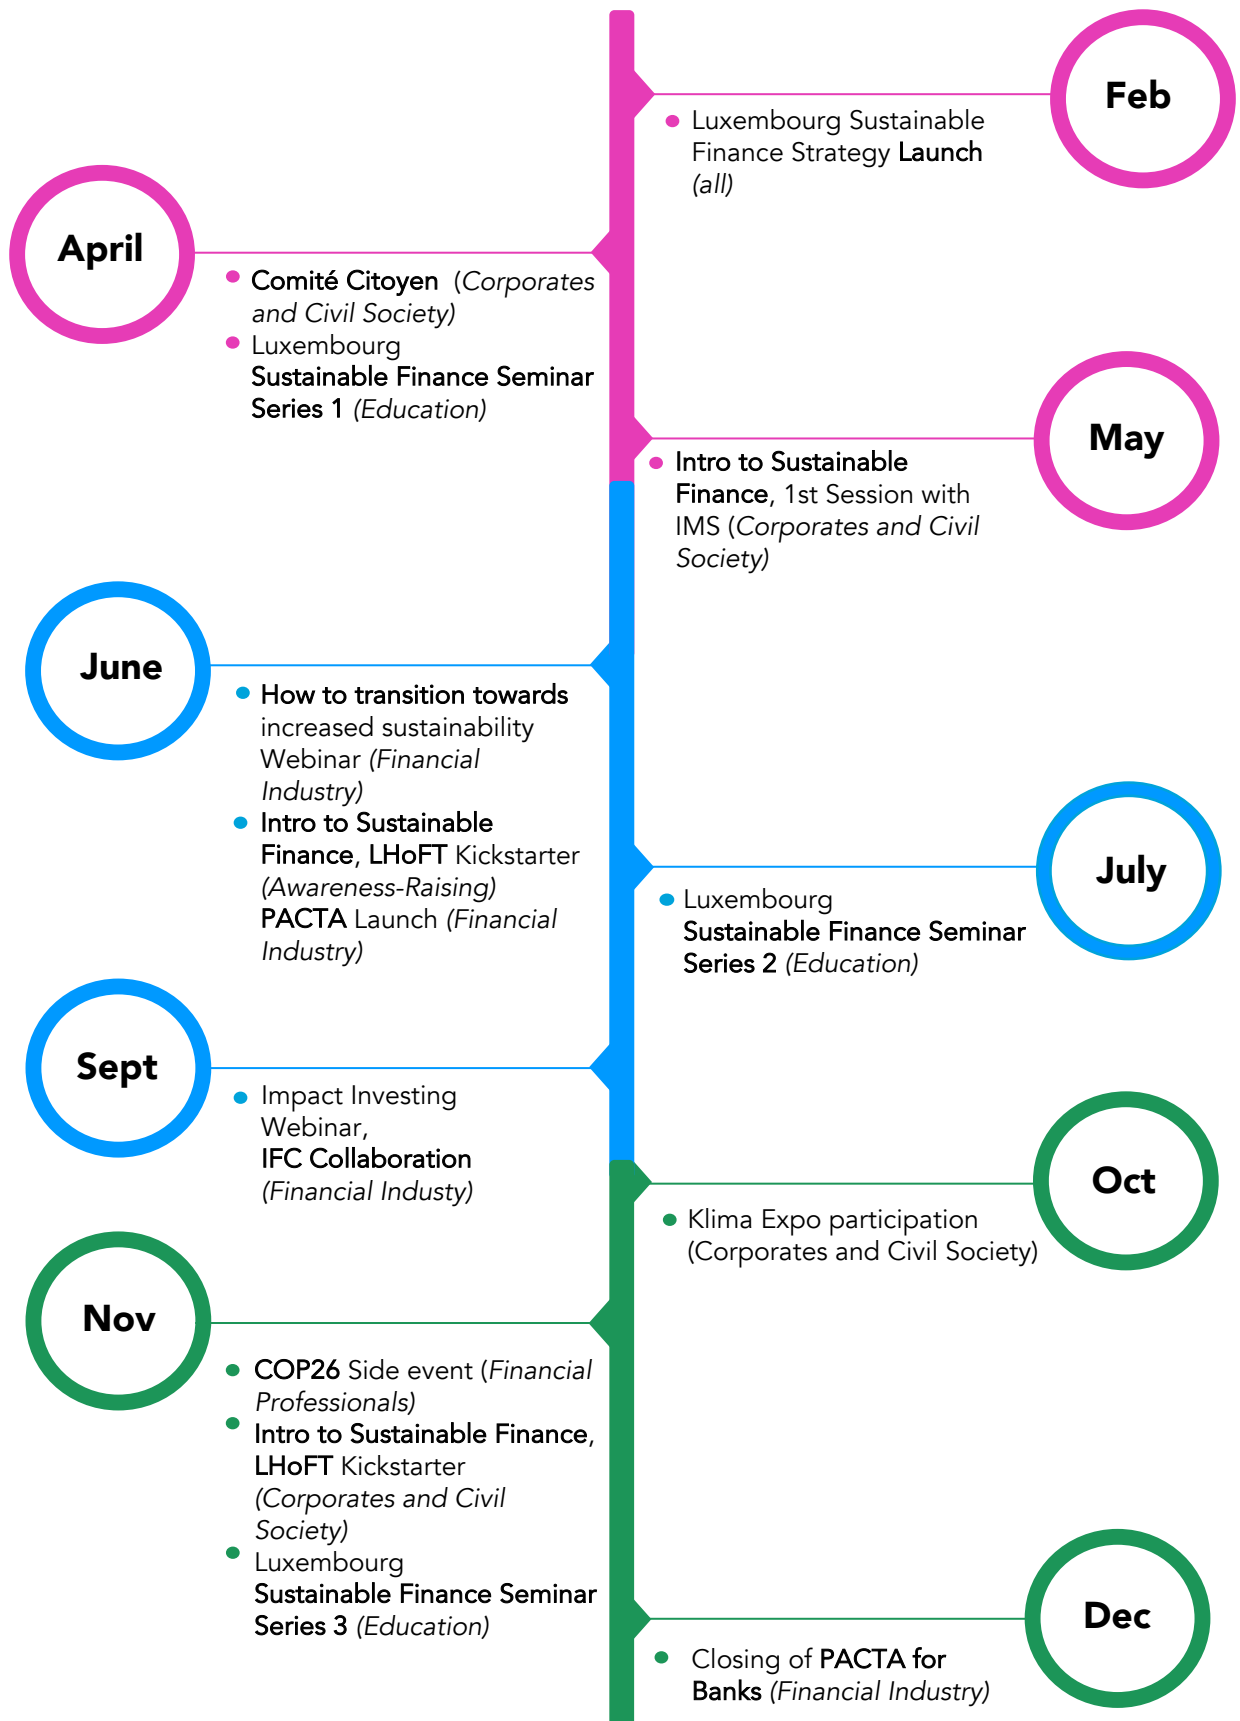 Feb
Luxembourg Sustainable
Finance Strategy Launch
(all)
April
Comité Citoyen (Corporates
and Civil Society)
Luxembourg
Sustainable Finance Seminar
Series 1 (Education)
May
Intro to Sustainable
Finance, 1st Session with
IMS (Corporates and Civil
Society)
June
How to transition towards
increased sustainability
Webinar (Financial
Industry)
Intro to Sustainable
Finance, LHoFT Kickstarter
(Awareness-Raising)
PACTA Launch (Financial
Industry)
July
Luxembourg
Sustainable Finance Seminar
Series 2 (Education)
Sept
Impact Investing
Webinar,
IFC Collaboration
(Financial Industy)
Oct
Klima Expo participation
(Corporates and Civil Society)
Nov
COP26 Side event (Financial
Professionals)
Intro to Sustainable Finance,
LHoFT Kickstarter
(Corporates and Civil
Society)
Luxembourg
Sustainable Finance Seminar
Series 3 (Education)
Dec
Closing of PACTA for
Banks (Financial Industry)